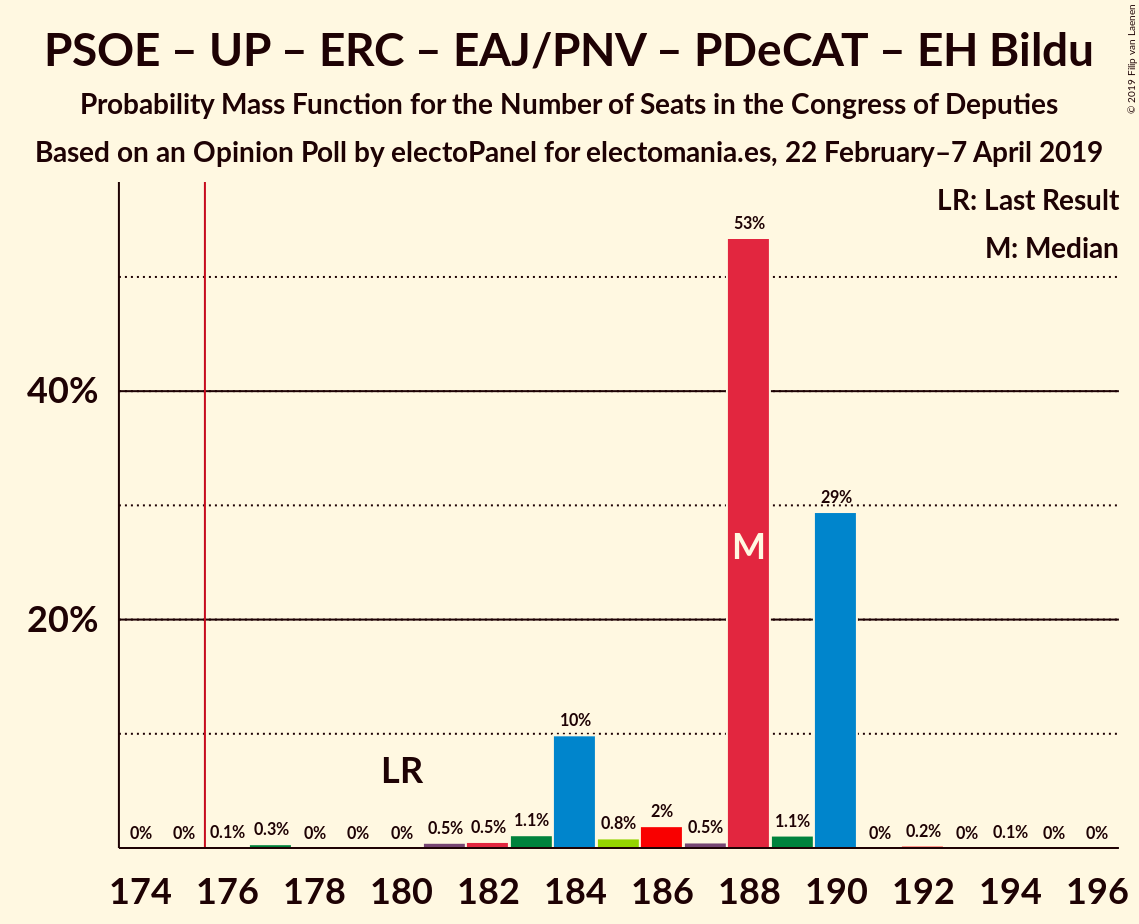 PSOE – UP – ERC – EAJ/PNV – PDeCAT – EH Bildu
Probability Mass Function for the Number of Seats in the Congress of Deputies
Based on an Opinion Poll by electoPanel for electomania.es, 22 February–7 April 2019
© 2019 Filip van Laenen
LR: Last Result
M: Median
40%
20%
0% 0% 0.1% 0.3% 0% 0% 0% 0.5% 0.5% 1.1% 10% 0.8% 2% 0.5% 53% 1.1% 29% 0% 0.2% 0% 0.1% 0% 0%
LR
M
174 176 178 180 182 184 186 188 190 192 194 196